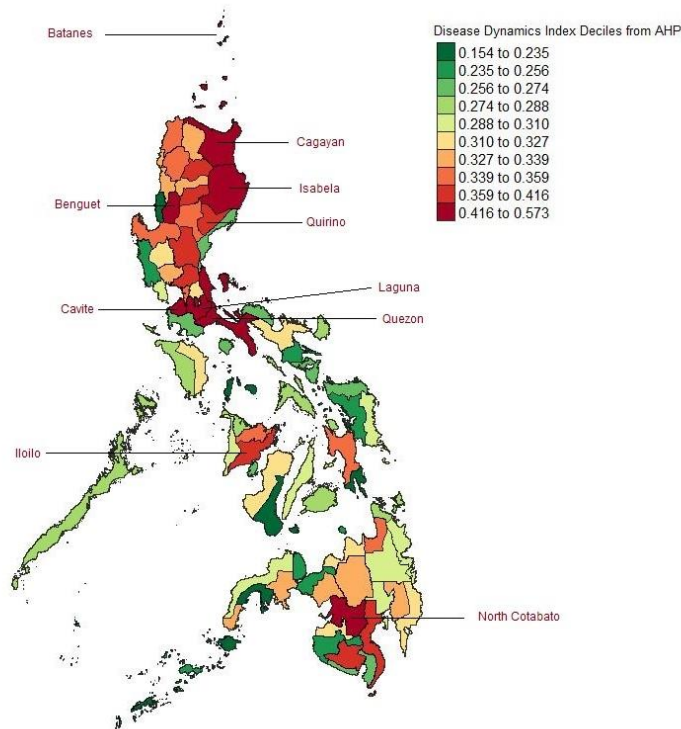 Batanes
Disease Dynamics Index Deciles from AHP
0.154 to 0.235
0.235 to 0.256
0.256 to 0.274
0.274 to 0.288
0.288 to 0.310
0.310 to 0.327
0.327 to 0.339
0.339 to 0.359
0.359 to 0.416
0.416 to 0.573
Cagayan
Isabela
Benguet
Quirino
Laguna
Cavite
Quezon
Iloilo
North Cotabato